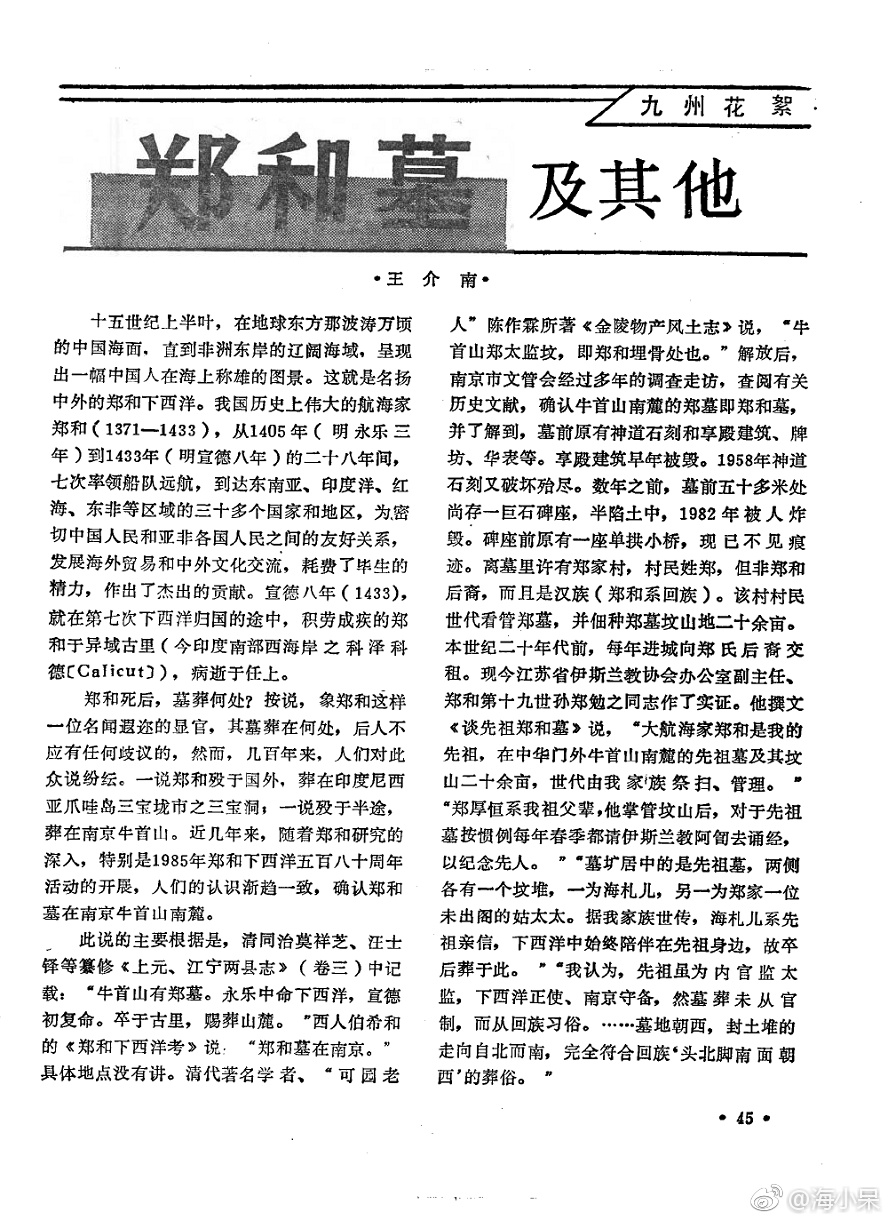 九州花絮
郑和墓及其他
·王介南·
十五世纪上半叶，在地球东方那波涛万顷
的中国海面，直到非洲东岸的辽阔海域，呈现
出一幅中国人在海上称雄的图景。这就是名扬
中外的郑和下西洋。我国历史上伟大的航海家
郑和（1371—1433），从1405年（明永乐三
年）到1433年（明宣德八年）的二十八年间，
七次率领船队远航，到达东南亚、印度洋、红
海、东非等区域的三十多个国家和地区，为密
切中国人民和亚非各国人民之间的友好关系，
发展海外贸易和中外文化交流，耗费了毕生的
精力，作出了杰出的贡献。宣德八年（1433），
就在第七次下西洋归国的途中，积劳成疾的郑
和于异域古里（今印度南部西海岸之科泽科
德〔Calicut〕），病逝于任上。
郑和死后，墓葬何处？按说，象郑和这样
一位名闻遐迩的显官，其墓葬在何处，后人不
应有任何歧议的，然而，几百年来，人们对此
众说纷纭。一说郑和殁于国外，葬在印度尼西
亚爪哇岛三宝垅市之三宝洞；一说殁于半途，
葬在南京牛首山。近几年来，随着郑和研究的
深入，特别是1985年郑和下西洋五百八十周年
活动的开展，人们的认识渐趋一致，确认郑和
墓在南京牛首山南麓。
此说的主要根据是，清同治莫祥芝、汪士
铎等纂修《上元、江宁两县志》（卷三）中记
载：“牛首山有郑墓。永乐中命下西洋，宣德
初复命。卒于古里，赐葬山麓。”西人伯希和
的《郑和下西洋考》说：“郑和墓在南京。”
具体地点没有讲。清代著名学者、“可园老
人”陈作霖所著《金陵物产风土志》说，“牛
首山郑太监坟，即郑和埋骨处也。”解放后，
南京市文管会经过多年的调查走访，查阅有关
历史文献，确认牛首山南麓的郑墓即郑和墓，
并了解到，墓前原有神道石刻和享殿建筑、牌
坊、华表等。享殿建筑早年被毁。1958年神道
石刻又破坏殆尽。数年之前，墓前五十多米处
尚存一巨石碑座，半陷土中，1982年被人炸
毁。碑座前原有一座单拱小桥，现已不见痕
迹。离墓里许有郑家村，村民姓郑，但非郑和
后裔，而且是汉族（郑和系回族）。该村村民
世代看管郑墓，并佃种郑墓坟山地二十余亩。
本世纪二十年代前，每年进城向郑氏后裔交
租。现今江苏省伊斯兰教协会办公室副主任、
郑和第十九世孙郑勉之同志作了实证。他撰文
《谈先祖郑和墓》说，“大航海家郑和是我的
先祖，在中华门外牛首山南麓的先祖墓及其坟
山二十余亩，世代由我家族祭扫、管理。”
“郑厚恒系我祖父辈，他掌管坟山后，对于先祖
墓按惯例每年春季都请伊斯兰教阿訇去诵经，
以纪念先人。”“墓圹居中的是先祖墓，两侧
各有一个坟堆，一为海札儿，另一为郑家一位
未出阁的姑太太。据我家族世传，海札儿系先
祖亲信，下西洋中始终陪伴在先祖身边，故卒
后葬于此。”“我认为，先祖虽为内官监太
监，下西洋正使、南京守备，然墓葬未从官
制，而从回族习俗。……墓地朝西，封土堆的
走向自北而南，完全符合回族‘头北脚南面朝
西’的葬俗。”
·45·
@海小呆